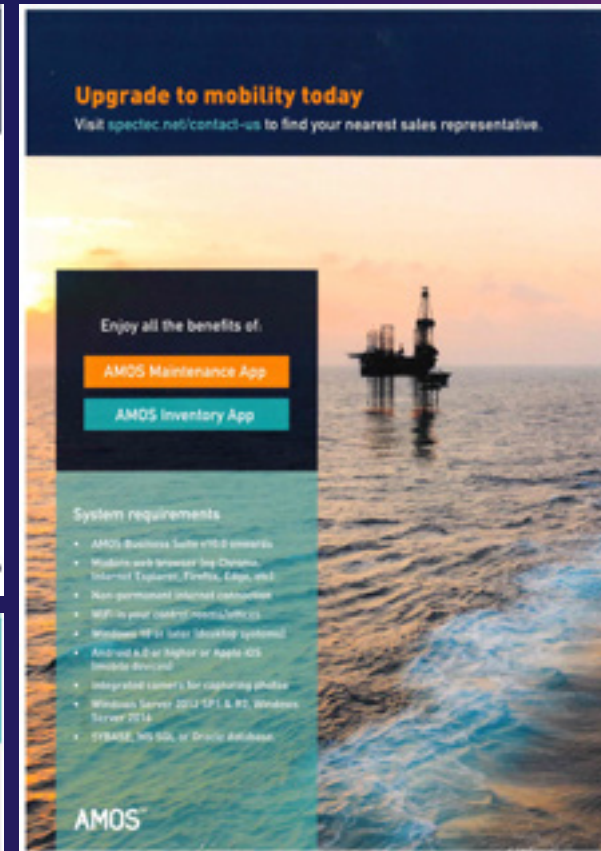 Upgrade to mobility today
Visit spectec.net/contact-us to find your nearest sales representative.
Enjoy all the benefits of:
AMOS Maintenance App
AMOS Inventory App
System requirements
• AMOS Business Suite v10.0 onwards
• Modern web browser (eg Chrome,
Internet Explorer, Firefox, Edge, etc)
• Non-permanent internet connection
• WiFi in your control rooms/offices
• Windows 10 or later (desktop systems)
• Android 6.0 or higher or Apple iOS
(mobile devices)
• Integrated camera for capturing photos
• Windows Server 2012 SP1 & R2, Windows
Server 2016
• SYBASE, MS SQL or Oracle database
AMOS™